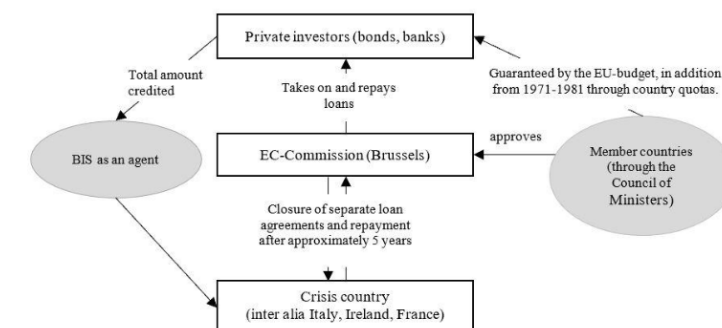 Private investors (bonds, banks)
Total amount
credited
Takes on and repays
loans
Guaranteed by the EU-budget, in addition
from 1971-1981 through country quotas.
BIS as an agent
EC-Commission (Brussels)
approves
Member countries
(through the
Council of
Ministers)
Closure of separate loan
agreements and repayment
after approximately 5 years
Crisis country
(inter alia Italy, Ireland, France)